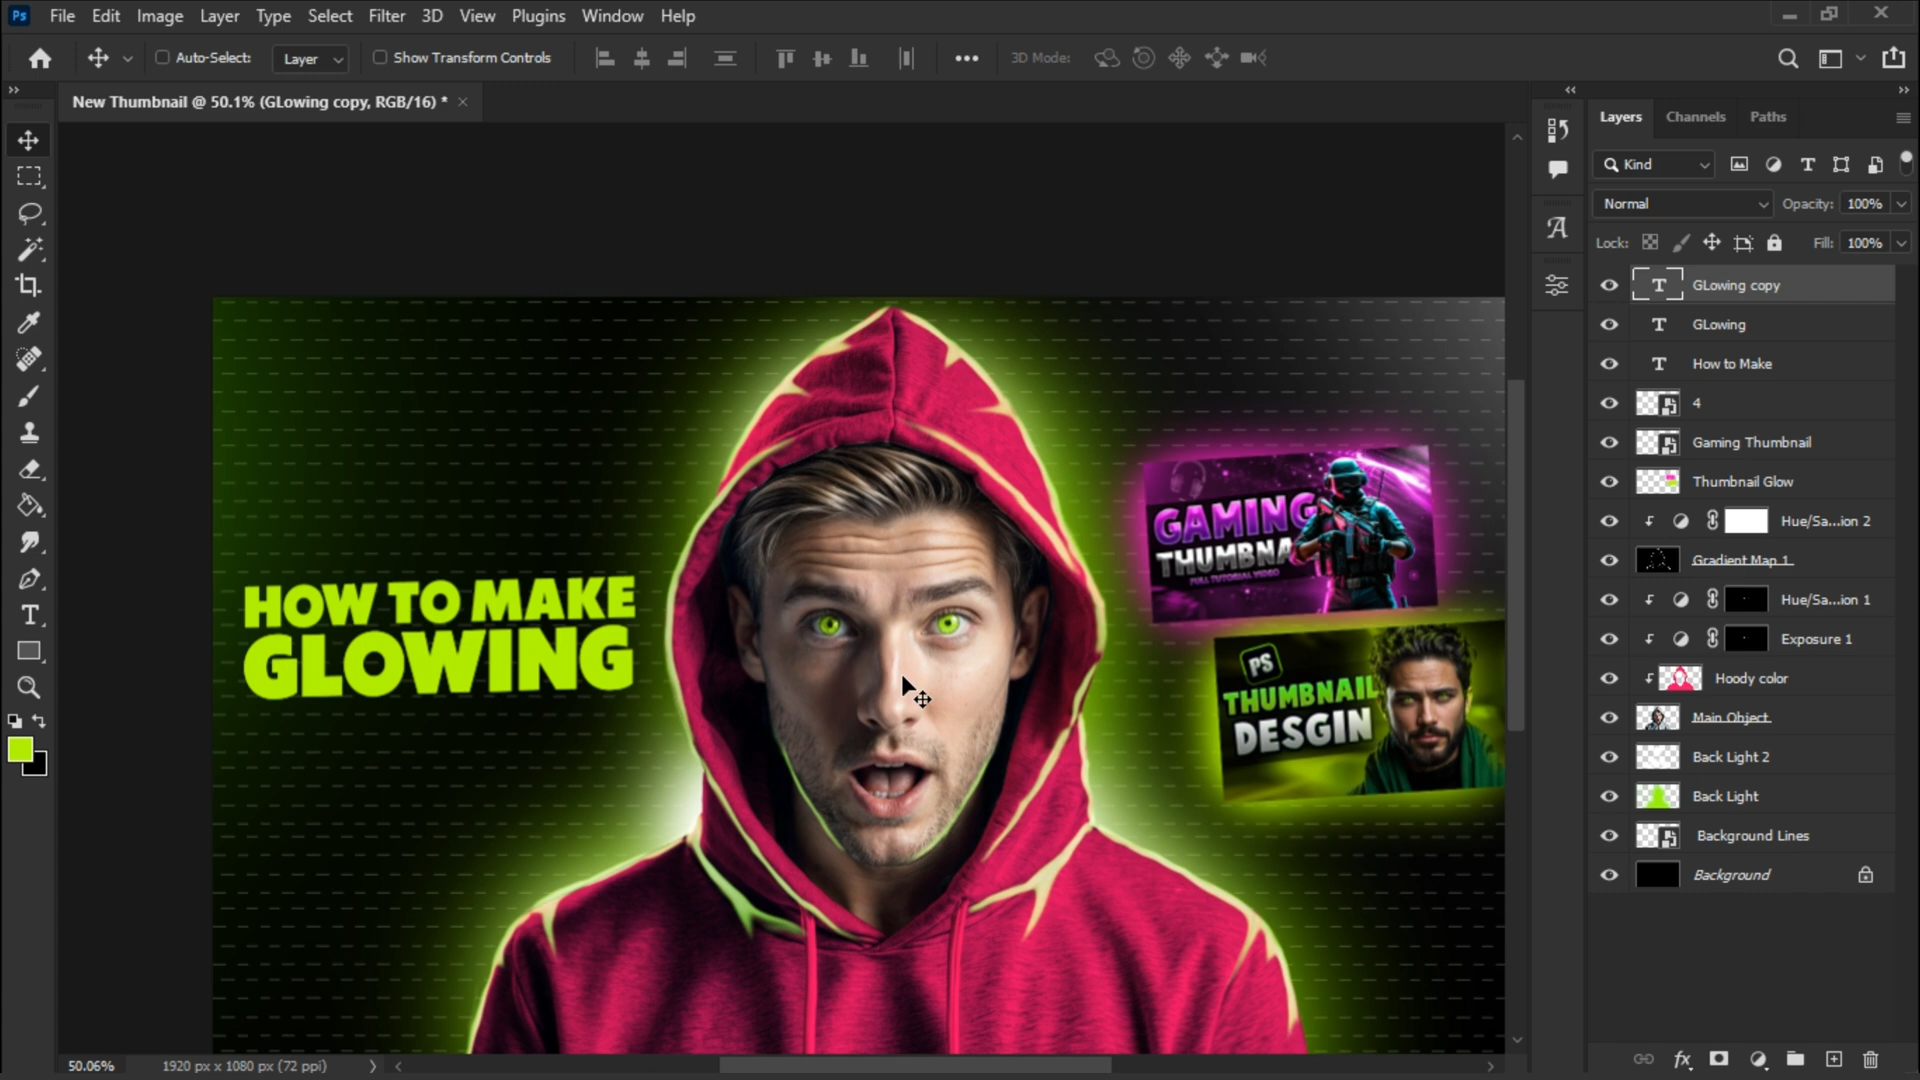 Ps File Edit Image Layer Type Select Filter 3D View Plugins Window Help
Auto-Select: Layer Show Transform Controls 3D Mode:
New Thumbnail @ 50.1% (GLowing copy, RGB/16) *
Layers Channels Paths
Kind
Normal Opacity: 100%
Lock: Fill: 100%
GLowing copy
GLowing
How to Make
4
Gaming Thumbnail
Thumbnail Glow
Hue/Sa...ion 2
Gradient Map 1
Hue/Sa...ion 1
Exposure 1
Hoody color
Main Object
Back Light 2
Back Light
Background Lines
Background
HOW TO MAKE
GLOWING
GAMING
THUMBNA
FULL TUTORIAL VIDEO
PS
THUMBNAIL
DESGIN
50.06% 1920 px x 1080 px (72 ppi)